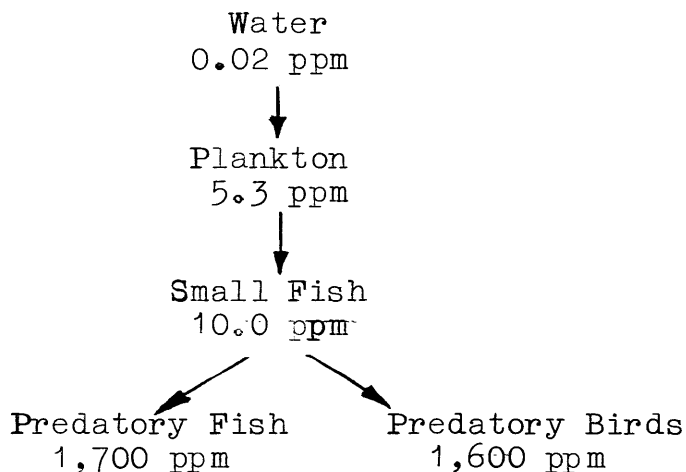 Water
0.02 ppm
Plankton
5.3 ppm
Small Fish
10.0 ppm
Predatory Fish
1,700 ppm
Predatory Birds
1,600 ppm